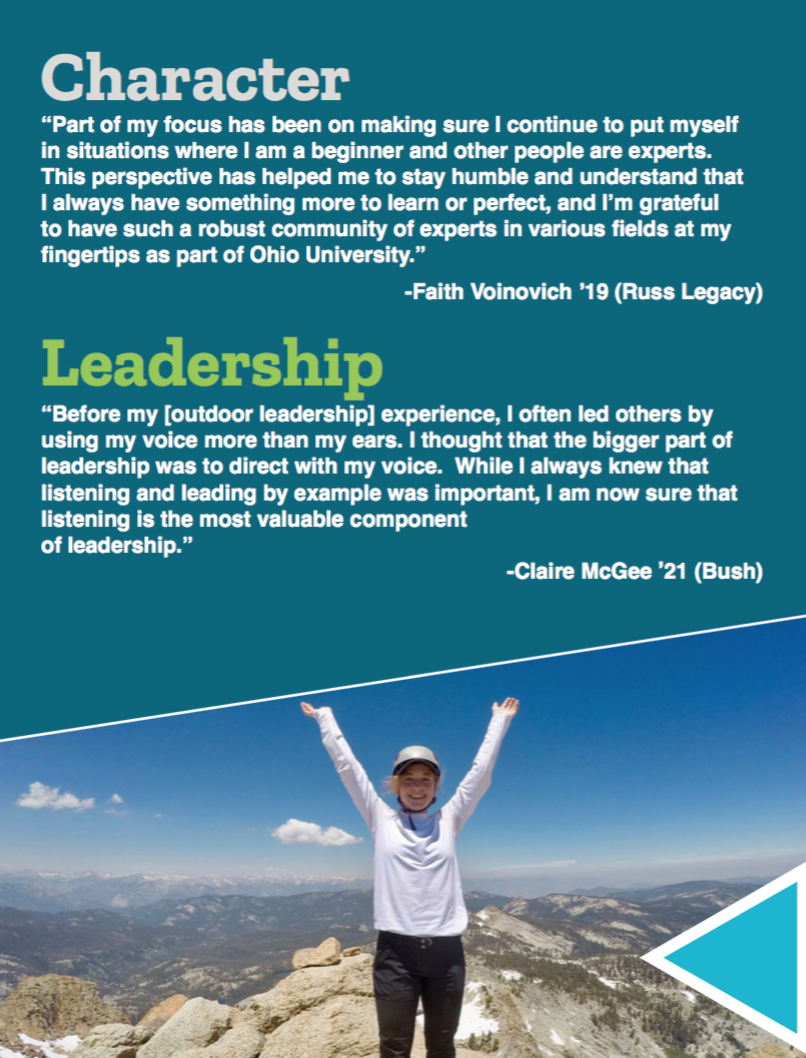 Character
“Part of my focus has been on making sure I continue to put myself
in situations where I am a beginner and other people are experts.
This perspective has helped me to stay humble and understand that
I always have something more to learn or perfect, and I’m grateful
to have such a robust community of experts in various fields at my
fingertips as part of Ohio University.”
-Faith Voinovich ’19 (Russ Legacy)
Leadership
“Before my [outdoor leadership] experience, I often led others by
using my voice more than my ears. I thought that the bigger part of
leadership was to direct with my voice.  While I always knew that
listening and leading by example was important, I am now sure that
listening is the most valuable component
of leadership.”
-Claire McGee ’21 (Bush)